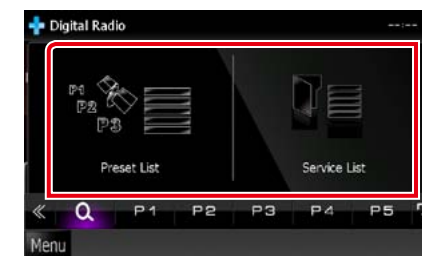 Digital Radio --:--
P1
P2
P3
Preset List Service List
« P1 P2 P3 P4 P5
Menu